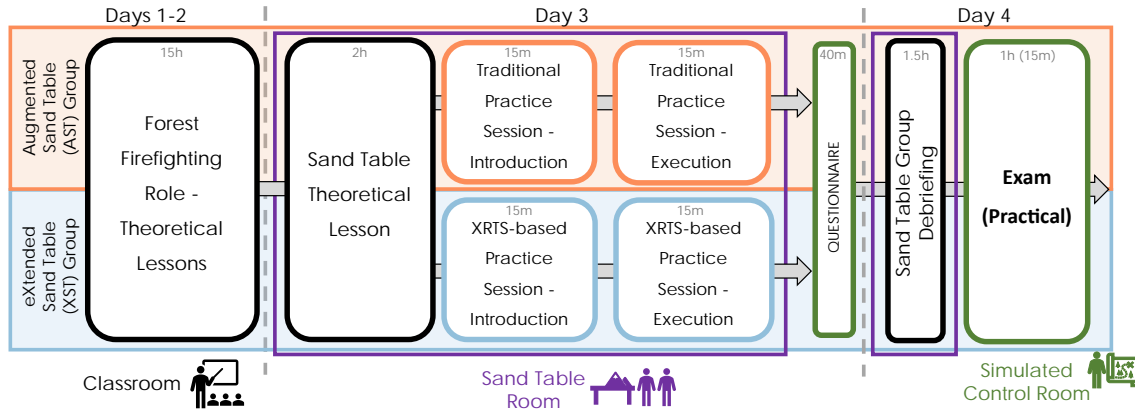 Days 1-2
Day 3
Day 4
Augmented
Sand Table
(AST) Group
eXtended
Sand Table
(XST) Group
15h
Forest
Firefighting
Role -
Theoretical
Lessons
2h
Sand Table
Theoretical
Lesson
15m
Traditional
Practice
Session -
Introduction
15m
Traditional
Practice
Session -
Execution
15m
XRTS-based
Practice
Session -
Introduction
15m
XRTS-based
Practice
Session -
Execution
40m
QUESTIONNAIRE
1.5h
Sand Table Group
Debriefing
1h (15m)
Exam
(Practical)
Classroom
Sand Table
Room
Simulated
Control Room